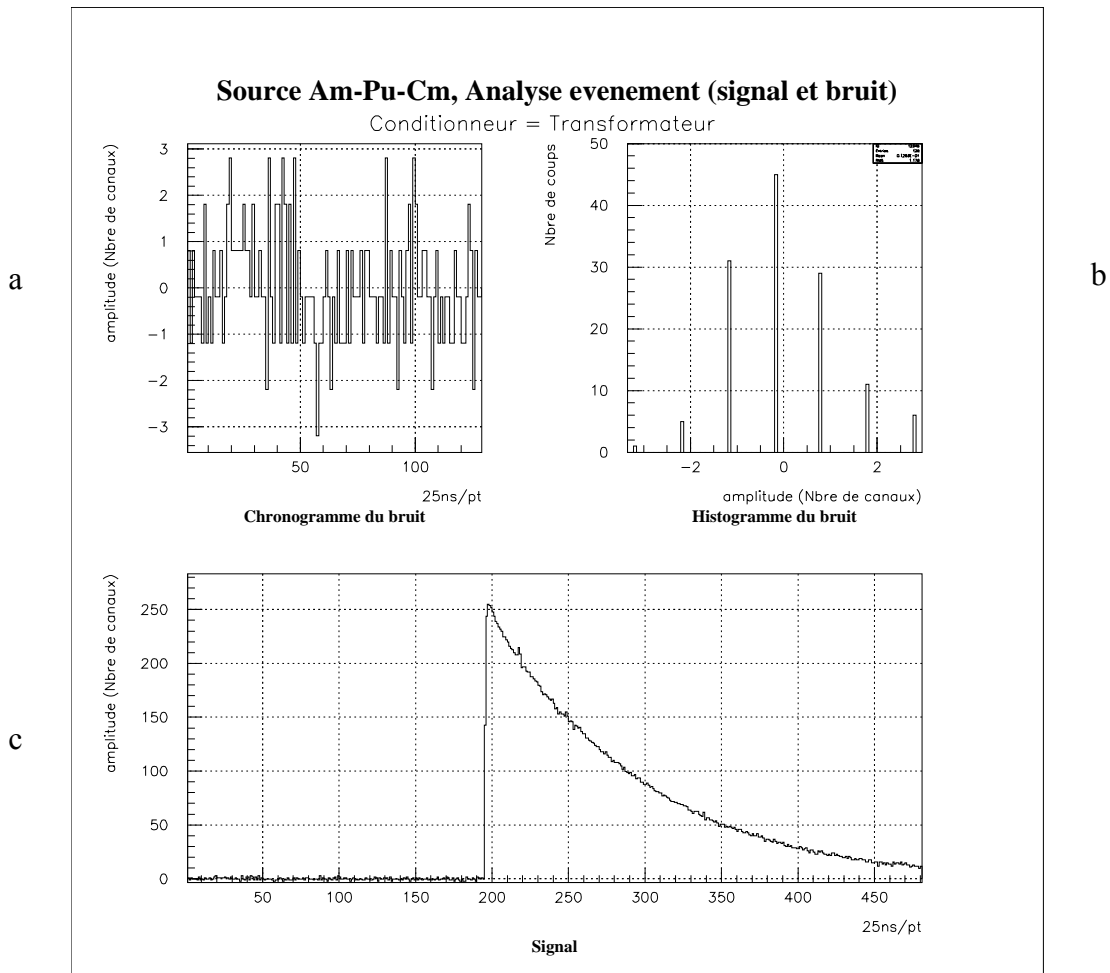 Source Am-Pu-Cm, Analyse evenement (signal et bruit)
Conditionneur = Transformateur
a
amplitude (Nbre de canaux)
3
2
1
0
−1
−2
−3
50
100
25ns/pt
Chronogramme du bruit
Nbre de coups
50
40
30
20
10
0
−2
0
2
amplitude (Nbre de canaux)
Histogramme du bruit
b
c
amplitude (Nbre de canaux)
250
200
150
100
50
0
50
100
150
200
250
300
350
400
450
25ns/pt
Signal